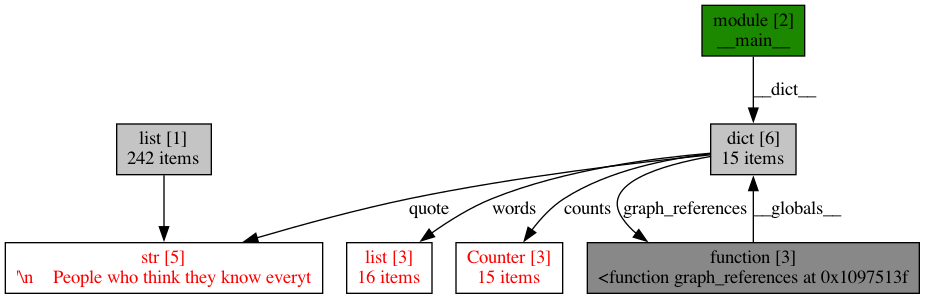 module [2]
__main__
__dict__
list [1]
242 items
dict [6]
15 items
quote
words
counts
graph_references
__globals__
str [5]
'\n    People who think they know everyt
list [3]
16 items
Counter [3]
15 items
function [3]
<function graph_references at 0x1097513f